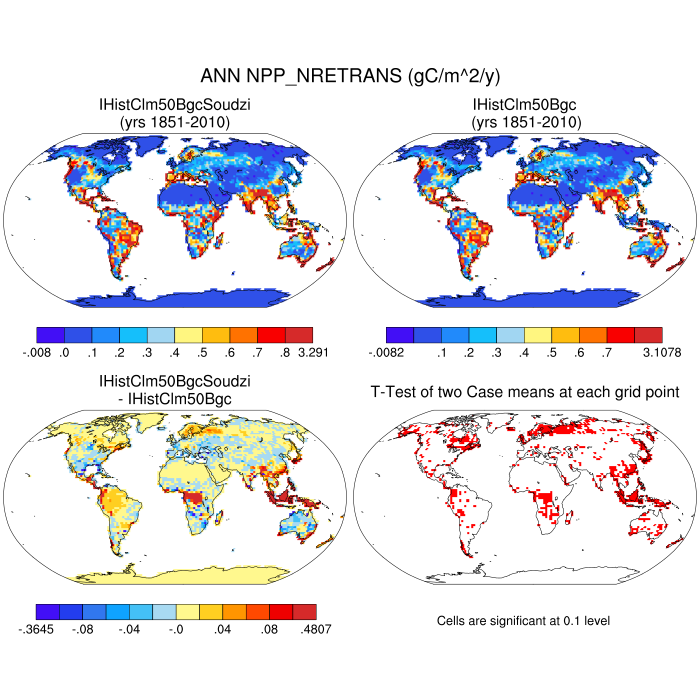 ANN NPP_NRETRANS (gC/m^2/y)
IHistClm50BgcSoudzi
(yrs 1851-2010)
IHistClm50Bgc
(yrs 1851-2010)
-.008 .0 .1 .2 .3 .4 .5 .6 .7 .8 3.291
-.0082 .1 .2 .3 .4 .5 .6 .7 3.1078
IHistClm50BgcSoudzi
- IHistClm50Bgc
T-Test of two Case means at each grid point
-.3645 -.08 -.04 -.0 .04 .08 .4807
Cells are significant at 0.1 level